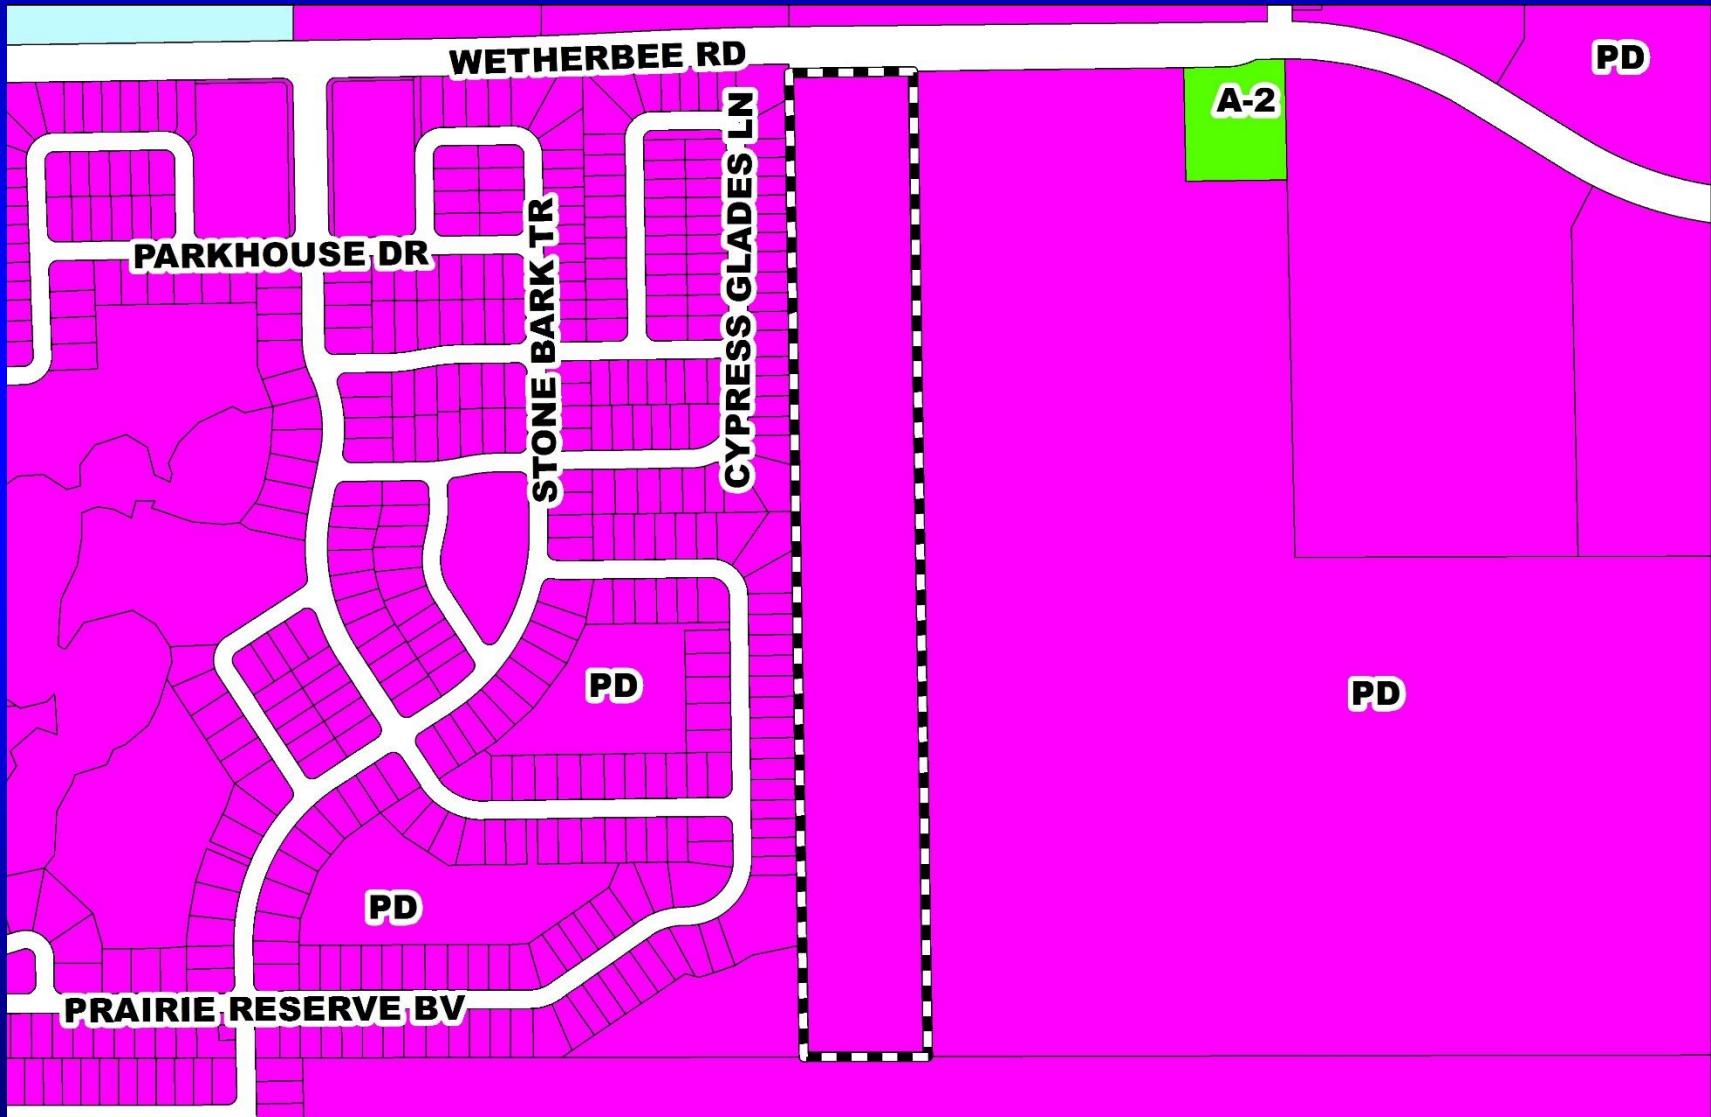 WETHERBEE RD
PD
A-2
CYPRESS GLADES LN
STONE BARK TR
PARKHOUSE DR
PD
PD
PD
PRAIRIE RESERVE BV